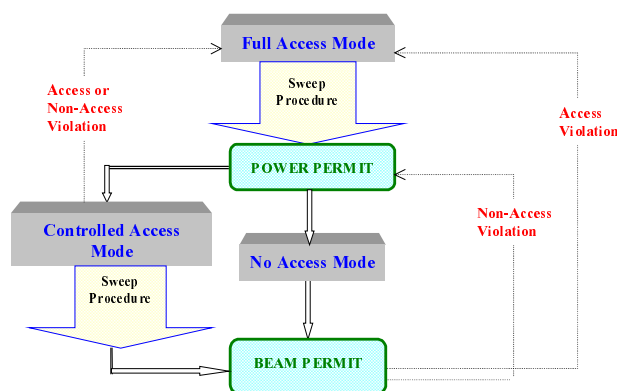 Full Access Mode
Sweep
Procedure
Access or
Non-Access
Violation
Access
Violation
POWER PERMIT
Non-Access
Violation
Controlled Access
Mode
No Access Mode
Sweep
Procedure
BEAM PERMIT